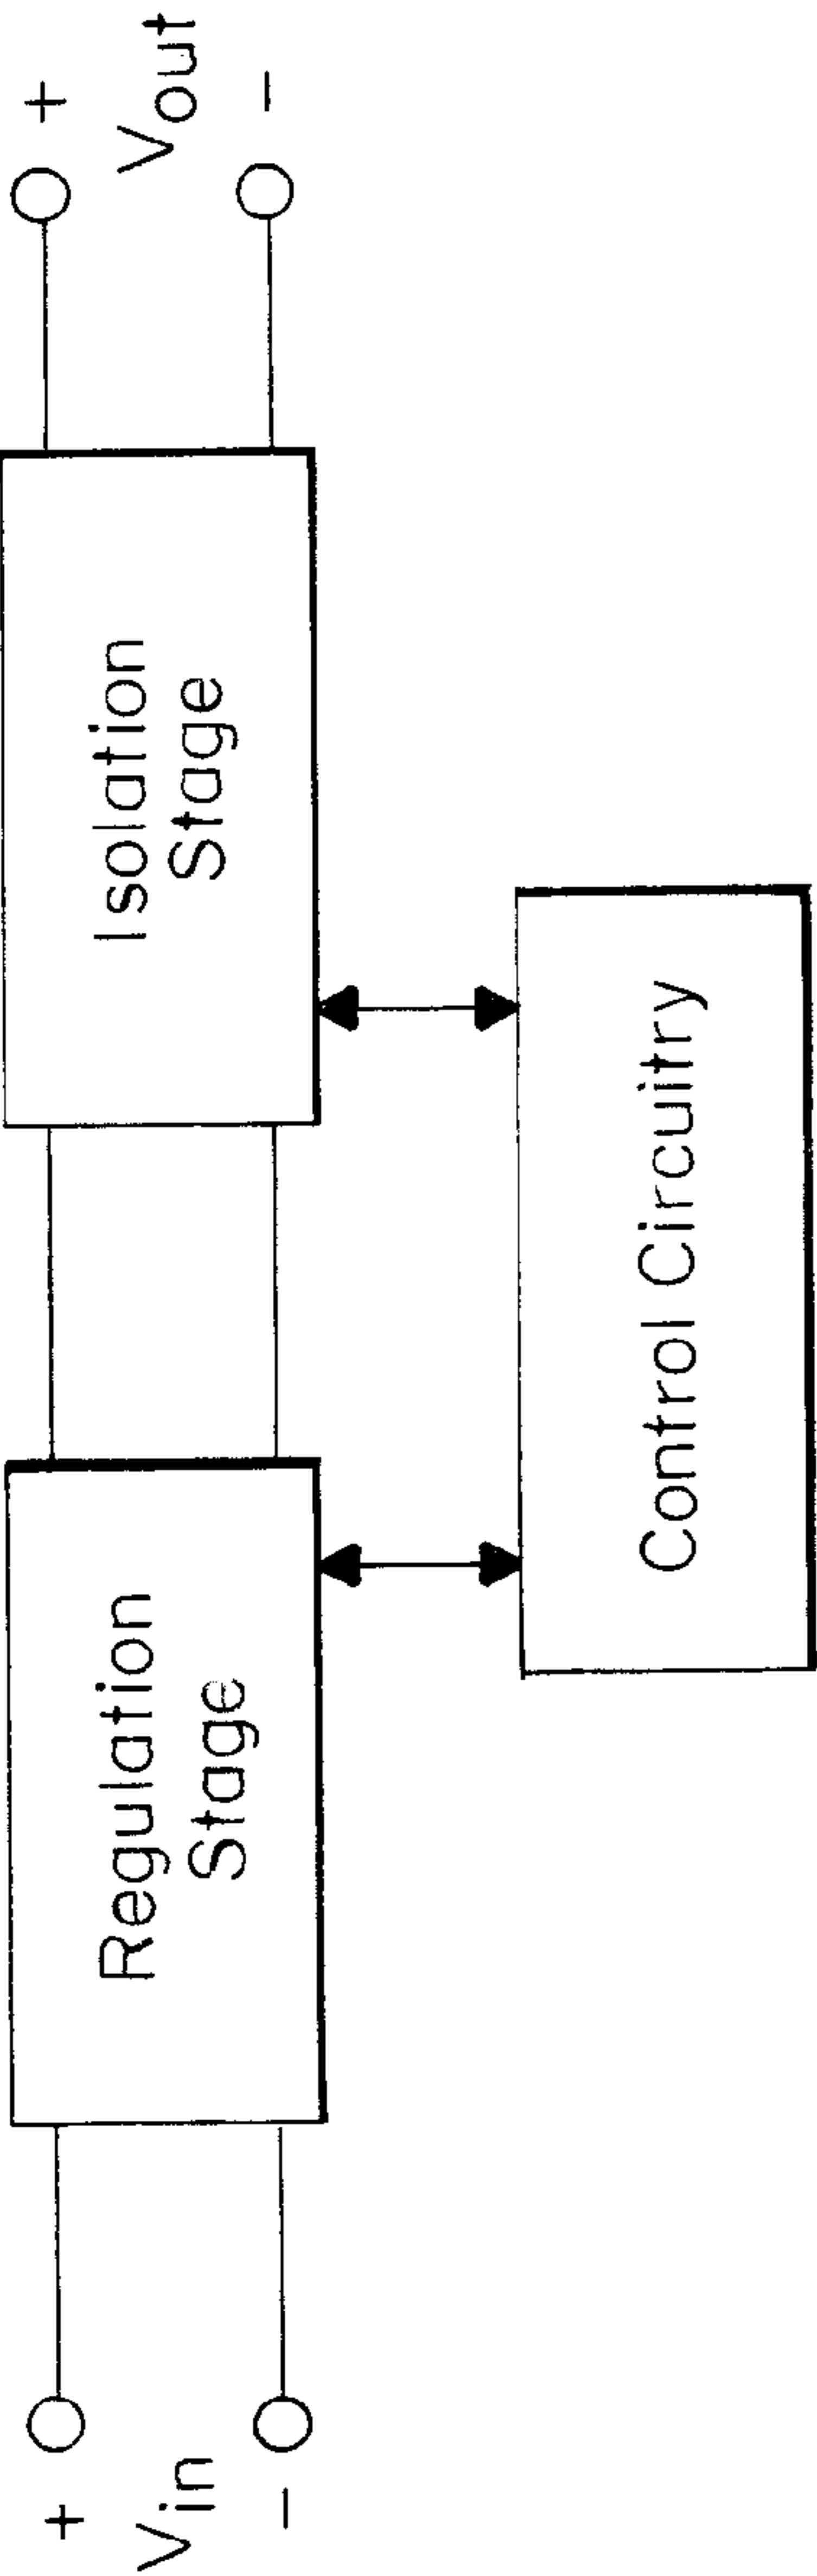 +
Vin
-
Regulation
Stage
Isolation
Stage
Control Circuitry
+
Vout
-